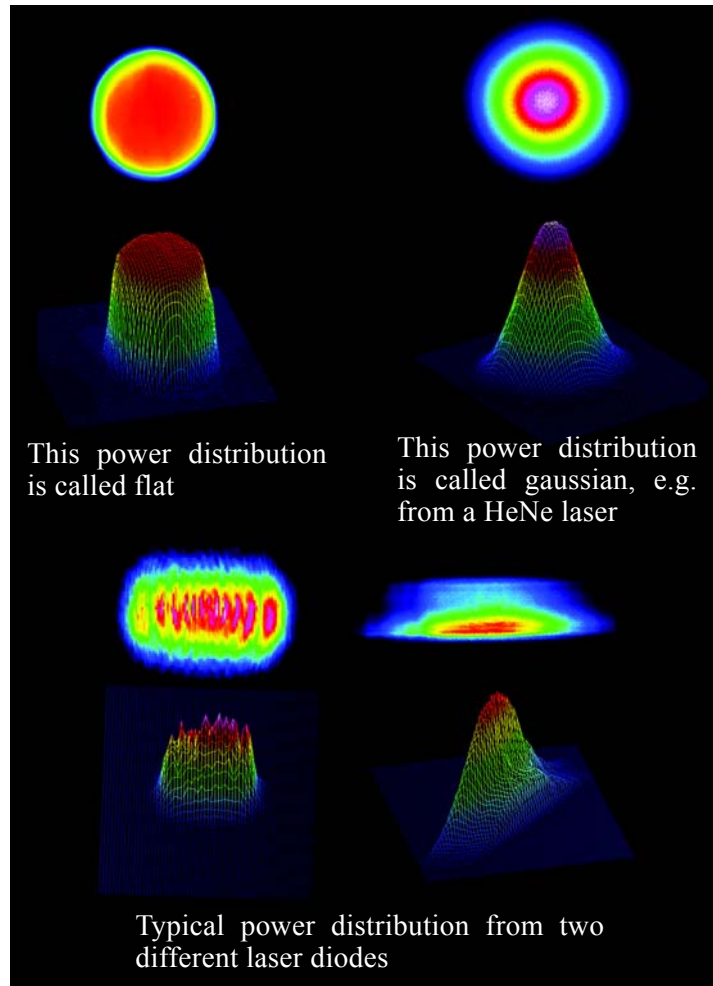 This power distribution
is called flat
This power distribution
is called gaussian, e.g.
from a HeNe laser
Typical power distribution from two
different laser diodes